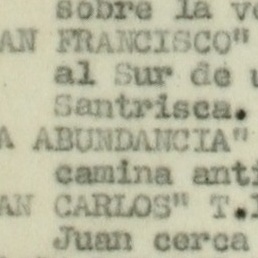 sobre la v
AN FRANCISCO"
al Sur de u
Santrisca.
A ABUNDANCIA"
camina anti
AN CARLOS" T.
Juan cerca